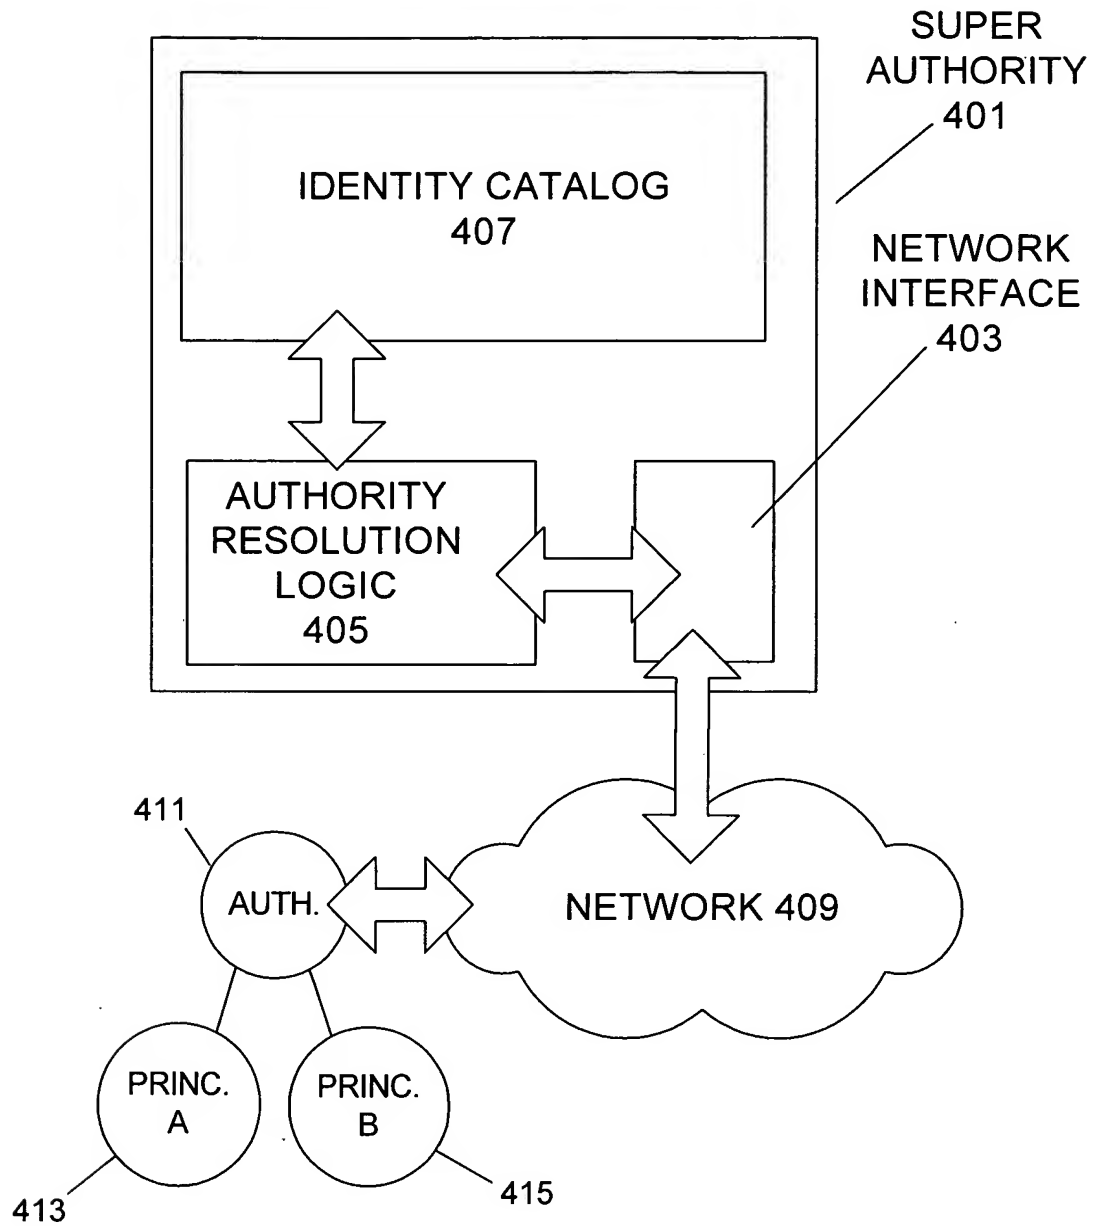 SUPER
AUTHORITY
401
IDENTITY CATALOG
407
NETWORK
INTERFACE
403
AUTHORITY
RESOLUTION
LOGIC
405
411
AUTH.
NETWORK 409
PRINC.
A
PRINC.
B
413
415